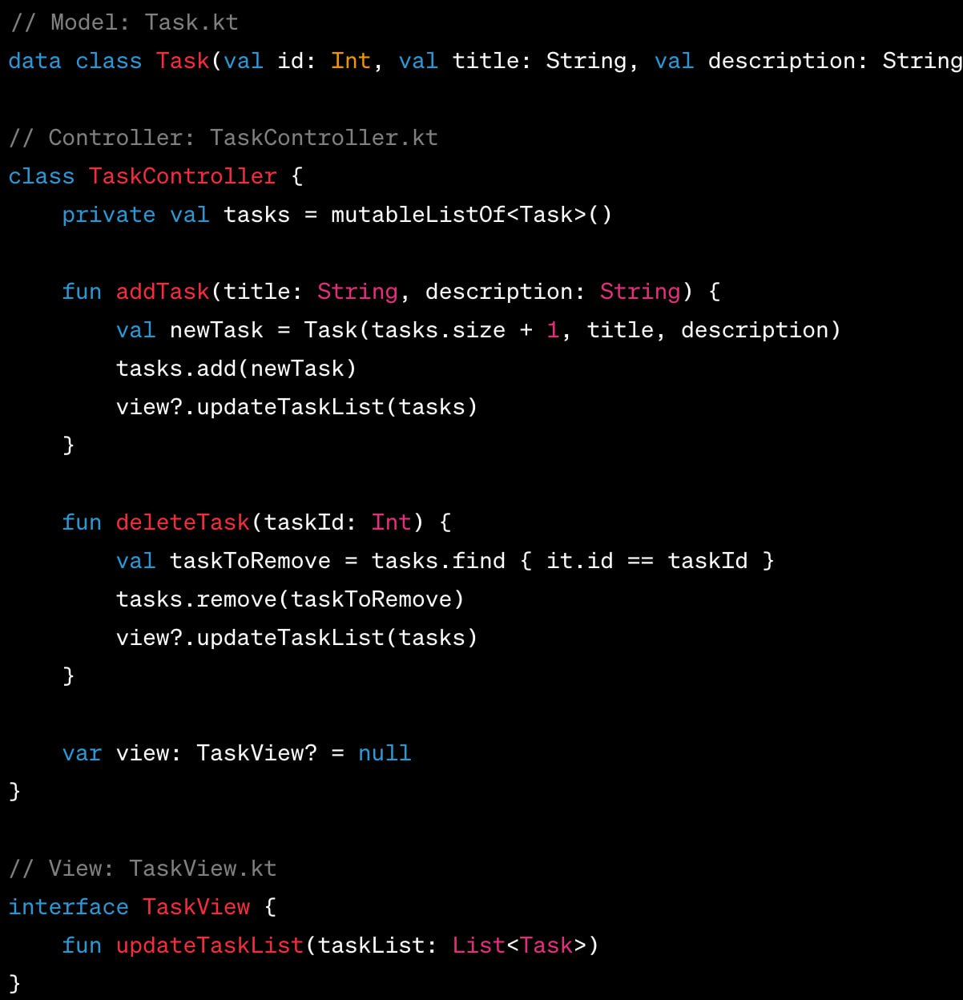 // Model: Task.kt
data class Task(val id: Int, val title: String, val description: String

// Controller: TaskController.kt
class TaskController {
    private val tasks = mutableListOf<Task>()

    fun addTask(title: String, description: String) {
        val newTask = Task(tasks.size + 1, title, description)
        tasks.add(newTask)
        view?.updateTaskList(tasks)
    }

    fun deleteTask(taskId: Int) {
        val taskToRemove = tasks.find { it.id == taskId }
        tasks.remove(taskToRemove)
        view?.updateTaskList(tasks)
    }

    var view: TaskView? = null
}

// View: TaskView.kt
interface TaskView {
    fun updateTaskList(taskList: List<Task>)
}